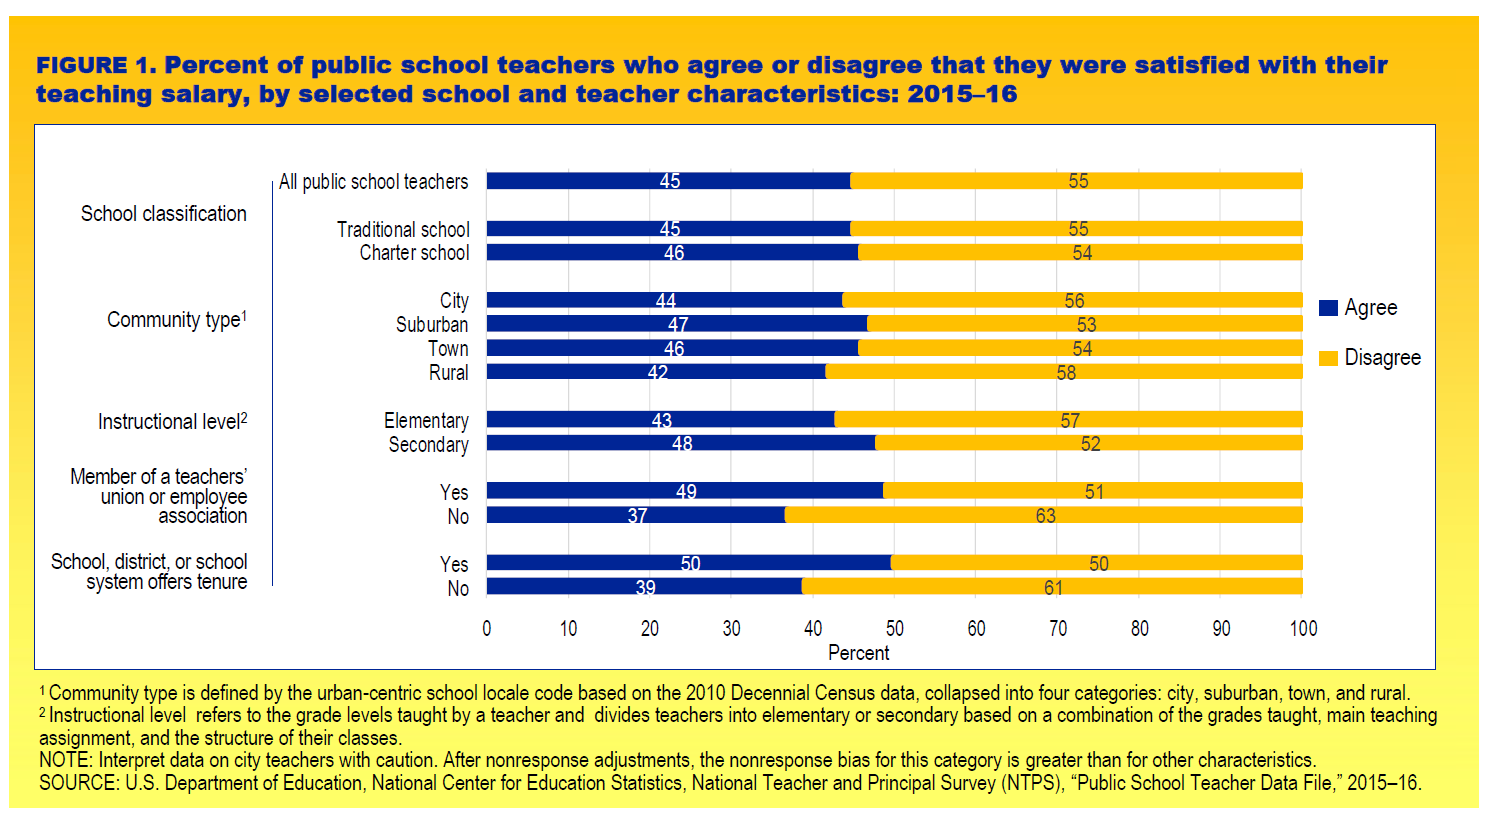 FIGURE 1. Percent of public school teachers who agree or disagree that they were satisfied with their
teaching salary, by selected school and teacher characteristics: 2015–16
School classification
All public school teachers 45 55
Traditional school 45 55
Charter school 46 54
Community type¹
City 44 56
Suburban 47 53
Town 46 54
Rural 42 58
Instructional level²
Elementary 43 57
Secondary 48 52
Member of a teachers’
union or employee
association
Yes 49 51
No 37 63
School, district, or school
system offers tenure
Yes 50 50
No 39 61
0 10 20 30 40 50 60 70 80 90 100
Percent
Agree
Disagree
¹ Community type is defined by the urban-centric school locale code based on the 2010 Decennial Census data, collapsed into four categories: city, suburban, town, and rural.
² Instructional level refers to the grade levels taught by a teacher and divides teachers into elementary or secondary based on a combination of the grades taught, main teaching
assignment, and the structure of their classes.
NOTE: Interpret data on city teachers with caution. After nonresponse adjustments, the nonresponse bias for this category is greater than for other characteristics.
SOURCE: U.S. Department of Education, National Center for Education Statistics, National Teacher and Principal Survey (NTPS), “Public School Teacher Data File,” 2015–16.